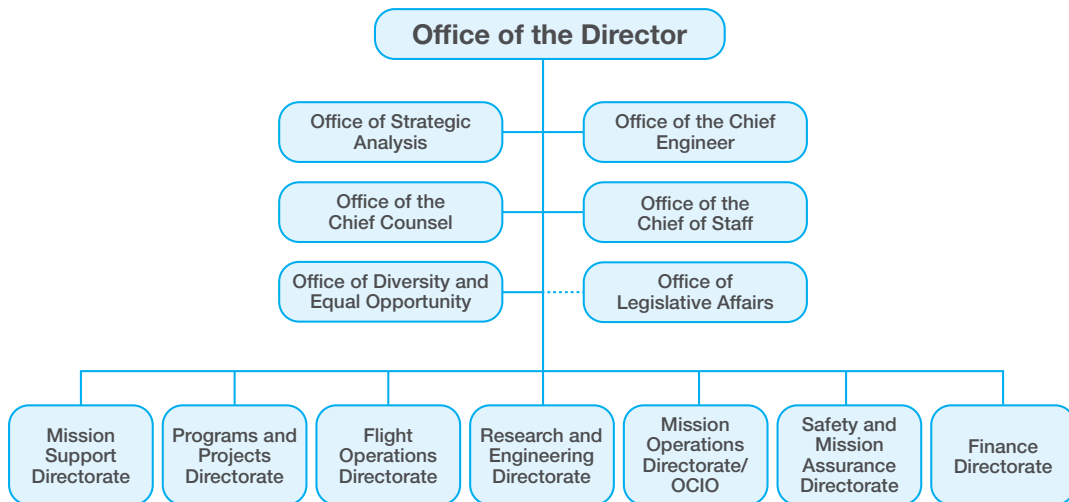 Office of the Director
Office of Strategic
Analysis
Office of the Chief
Engineer
Office of the
Chief Counsel
Office of the
Chief of Staff
Office of Diversity and
Equal Opportunity
Office of
Legislative Affairs
Mission
Support
Directorate
Programs and
Projects
Directorate
Flight
Operations
Directorate
Research and
Engineering
Directorate
Mission
Operations
Directorate/
OCIO
Safety and
Mission
Assurance
Directorate
Finance
Directorate